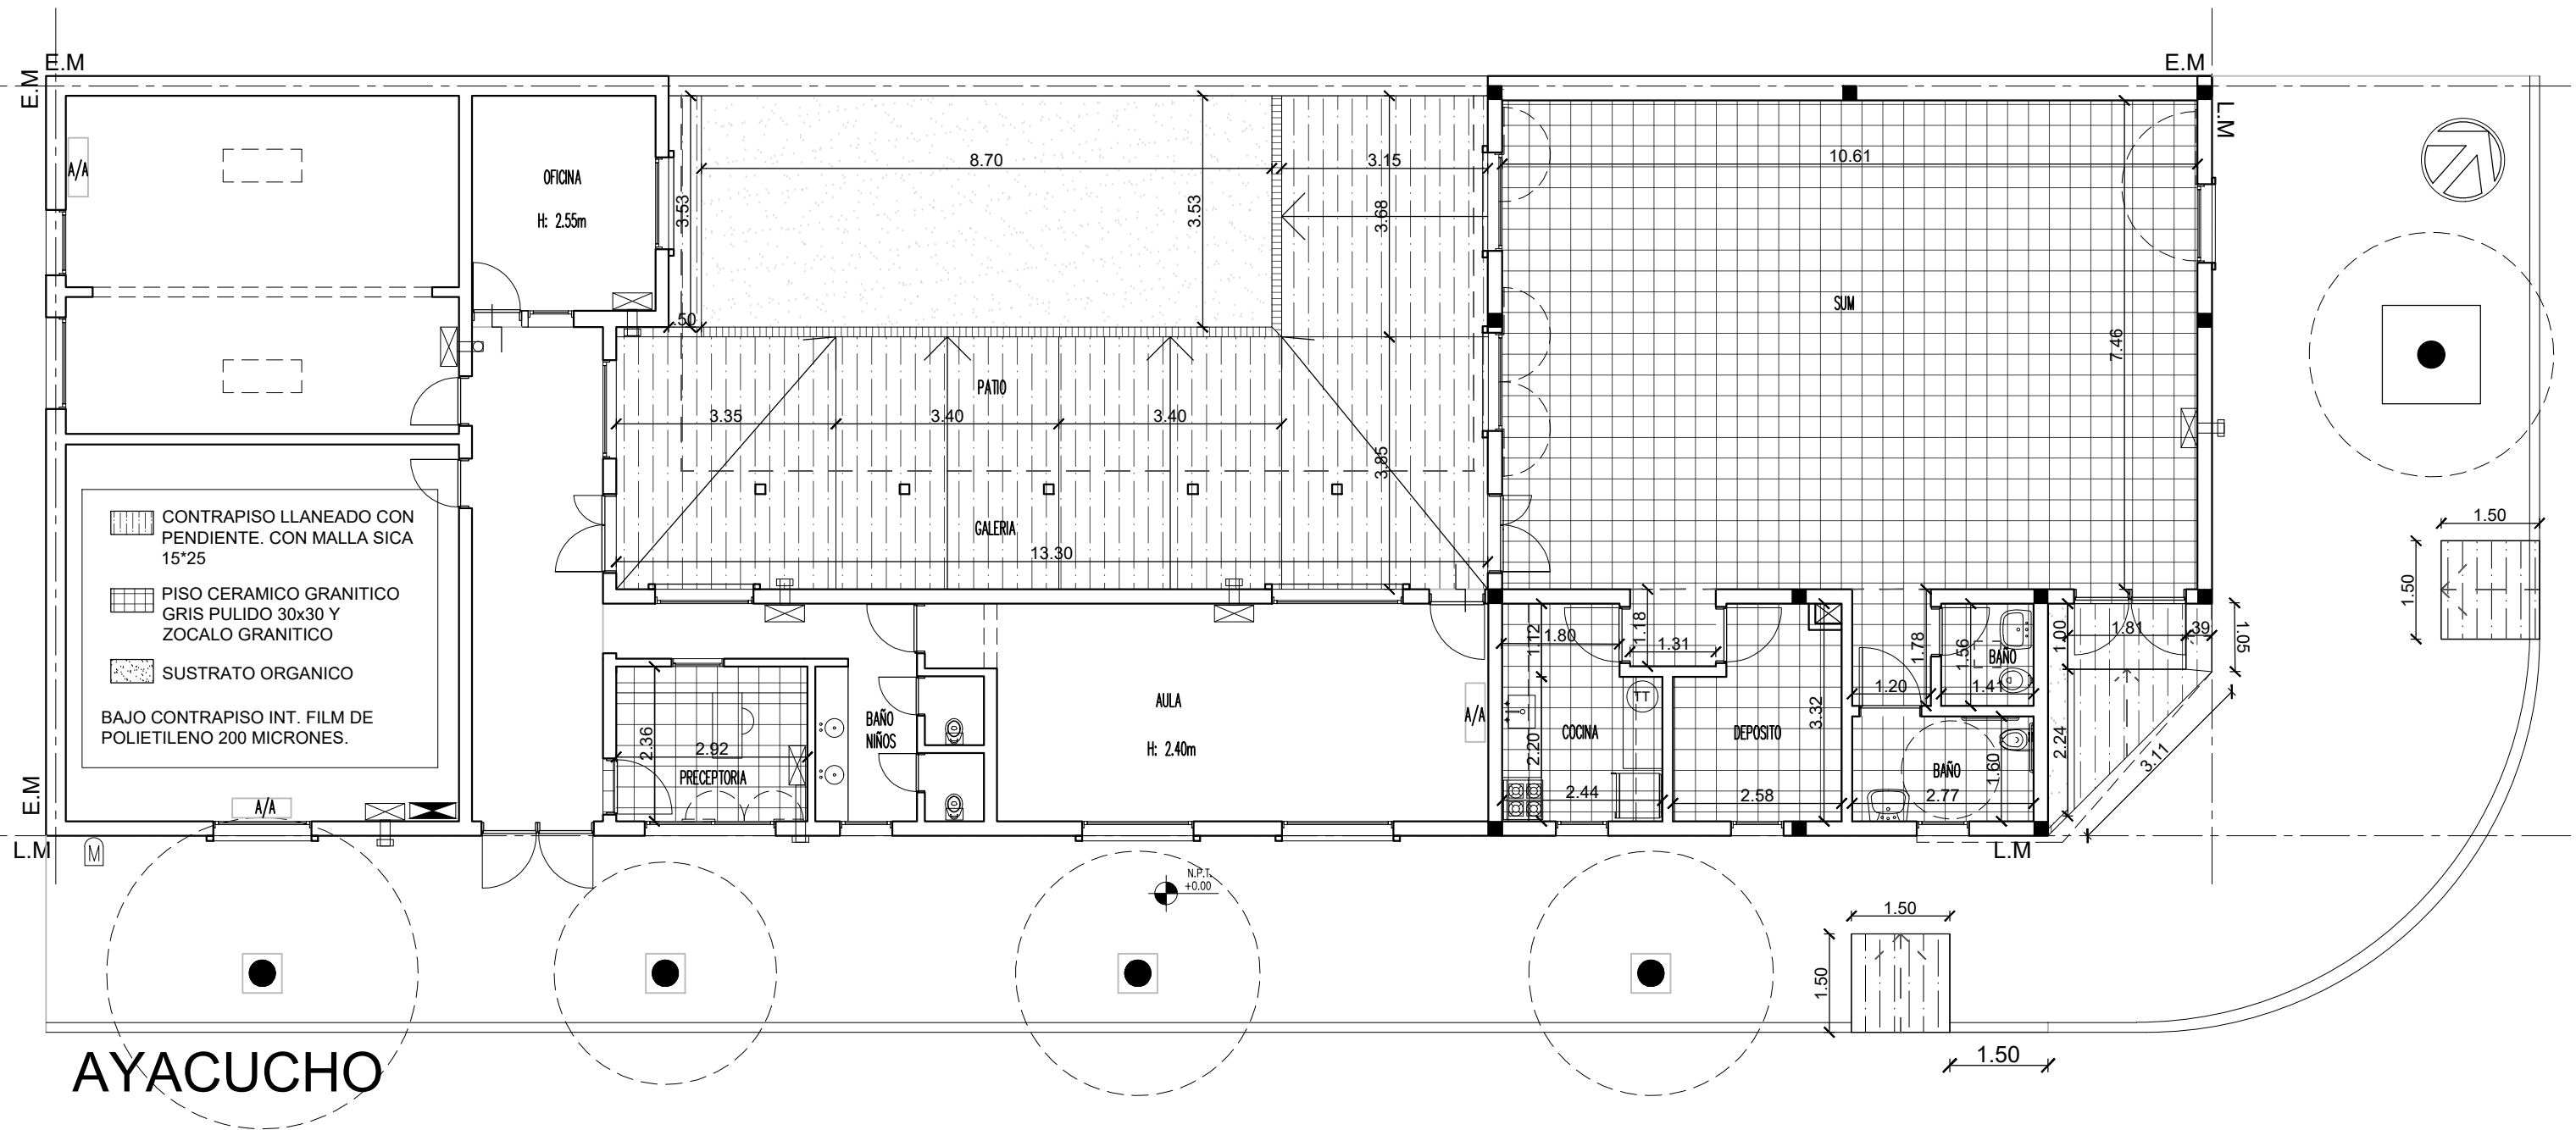 E.M
E.M
E.M
L.M
A/A
OFICINA
H: 2.55m
8.70
3.15
10.61
3.53
3.53
3.68
.50
SUM
7.46
PATIO
3.35
3.40
3.40
3.85
GALERIA
13.30
CONTRAPISO LLANEADO CON
PENDIENTE. CON MALLA SICA
15*25
PISO CERAMICO GRANITICO
GRIS PULIDO 30x30 Y
ZOCALO GRANITICO
SUSTRATO ORGANICO
BAJO CONTRAPISO INT. FILM DE
POLIETILENO 200 MICRONES.
A/A
E.M
L.M
M
2.36
2.92
PRECEPTORIA
BAÑO
NIÑOS
AULA
H: 2.40m
A/A
1.80
1.12
1.18
1.31
TT
COCINA
2.20
2.44
DEPOSITO
3.32
2.58
1.78
1.20
1.56
BAÑO
1.41
BAÑO
1.60
2.77
1.00
1.81
.39
1.05
2.24
3.11
L.M
1.50
1.50
N.P.T.
+0.00
1.50
1.50
1.50
AYACUCHO